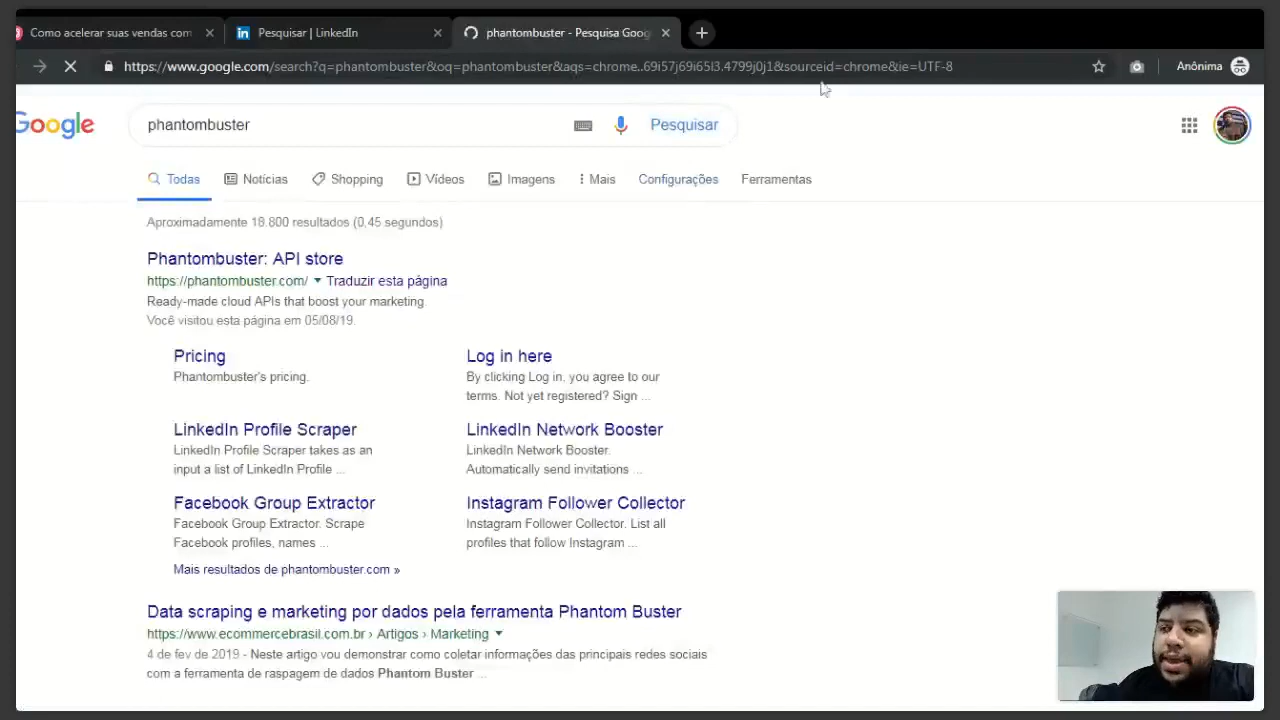 Como acelerar suas vendas com
Pesquisar | LinkedIn
phantombuster - Pesquisa Goog
https://www.google.com/search?q=phantombuster&oq=phantombuster&aqs=chrome..69i57j69i65l3.4799j0j1&sourceid=chrome&ie=UTF-8
Anônima
Google
phantombuster
Pesquisar
Todas
Notícias
Shopping
Vídeos
Imagens
Mais
Configurações
Ferramentas
Aproximadamente 18.800 resultados (0,45 segundos)
Phantombuster: API store
https://phantombuster.com/ Traduzir esta página
Ready-made cloud APIs that boost your marketing.
Você visitou esta página em 05/08/19.
Pricing
Phantombuster's pricing.
Log in here
By clicking Log in, you agree to our
terms. Not yet registered? Sign ...
LinkedIn Profile Scraper
LinkedIn Profile Scraper takes as an
input a list of LinkedIn Profile ...
LinkedIn Network Booster
LinkedIn Network Booster.
Automatically send invitations ...
Facebook Group Extractor
Facebook Group Extractor. Scrape
Facebook profiles, names ...
Instagram Follower Collector
Instagram Follower Collector. List all
profiles that follow Instagram ...
Mais resultados de phantombuster.com »
Data scraping e marketing por dados pela ferramenta Phantom Buster
https://www.ecommercebrasil.com.br › Artigos › Marketing
4 de fev de 2019 - Neste artigo vou demonstrar como coletar informações das principais redes sociais
com a ferramenta de raspagem de dados Phantom Buster ...